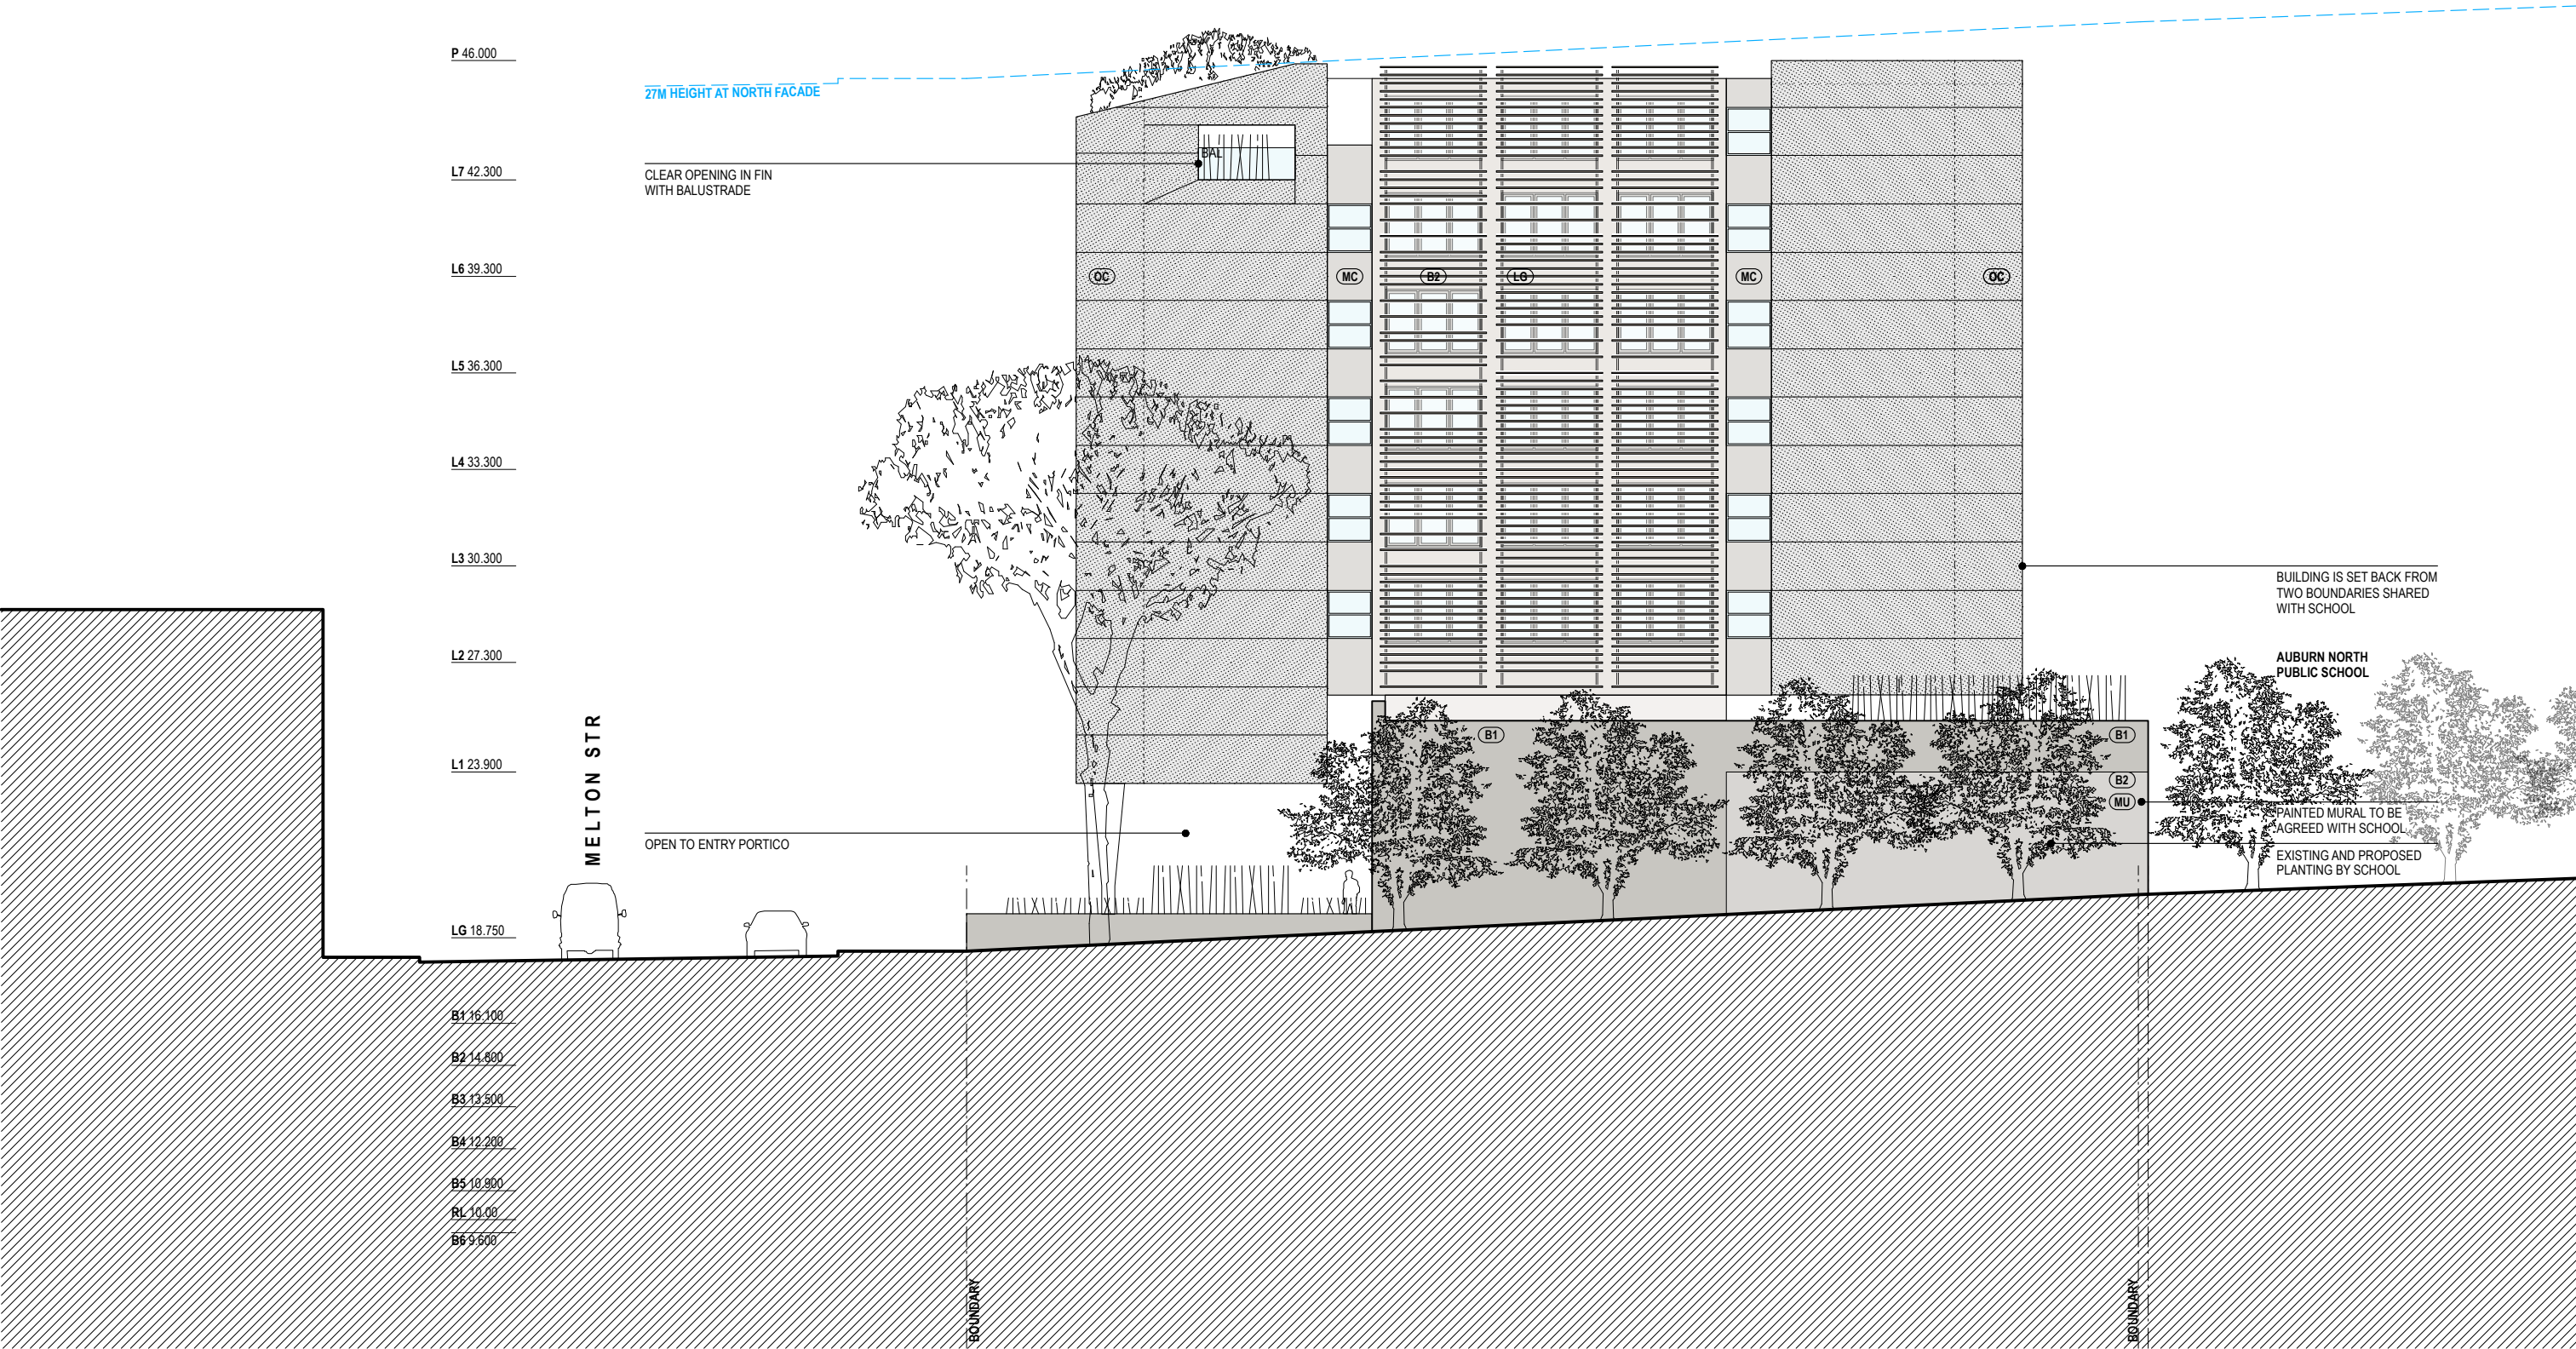 P 46.000
27M HEIGHT AT NORTH FACADE
BAL
L7 42.300
CLEAR OPENING IN FIN
WITH BALUSTRADE
L6 39.300
OC
MC
B2
LG
MC
OC
L5 36.300
L4 33.300
L3 30.300
BUILDING IS SET BACK FROM
TWO BOUNDARIES SHARED
WITH SCHOOL
L2 27.300
AUBURN NORTH
PUBLIC SCHOOL
MELTON STR
B1
B1
L1 23.900
B2
MU
PAINTED MURAL TO BE
AGREED WITH SCHOOL
OPEN TO ENTRY PORTICO
EXISTING AND PROPOSED
PLANTING BY SCHOOL
LG 18.750
B1 16.100
B2 14.800
B3 13.500
B4 12.200
B5 10.900
RL 10.00
B6 9.600
BOUNDARY
BOUNDARY